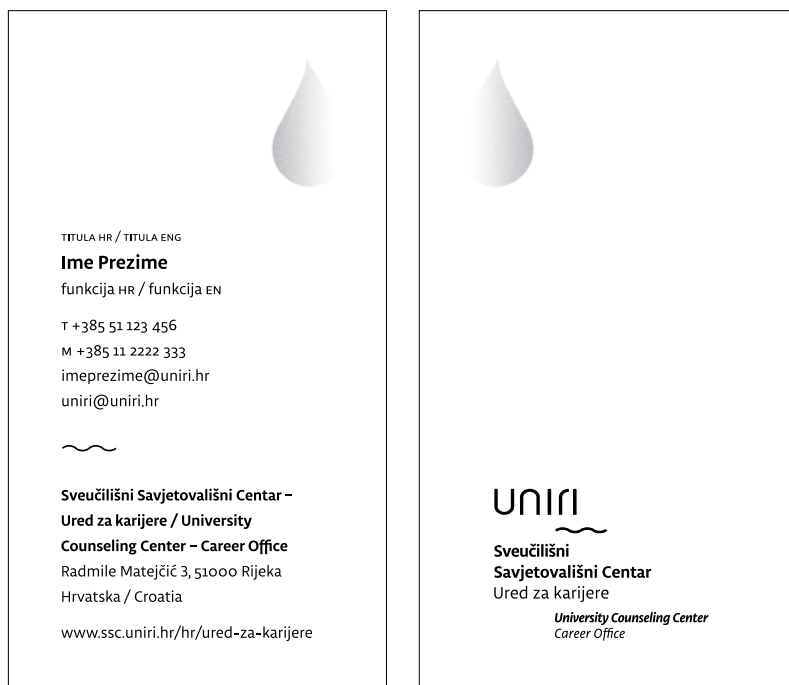 TITULA HR / TITULA ENG
Ime Prezime
funkcija HR / funkcija EN
T +385 51 123 456
M +385 11 2222 333
imeprezime@uniri.hr
uniri@uniri.hr
Sveučilišni Savjetovališni Centar –
Ured za karijere / University
Counseling Center – Career Office
Radmile Matejčić 3, 51000 Rijeka
Hrvatska / Croatia
www.ssc.uniri.hr/hr/ured-za-karijere
uniri
Sveučilišni
Savjetovališni Centar
Ured za karijere
University Counseling Center
Career Office